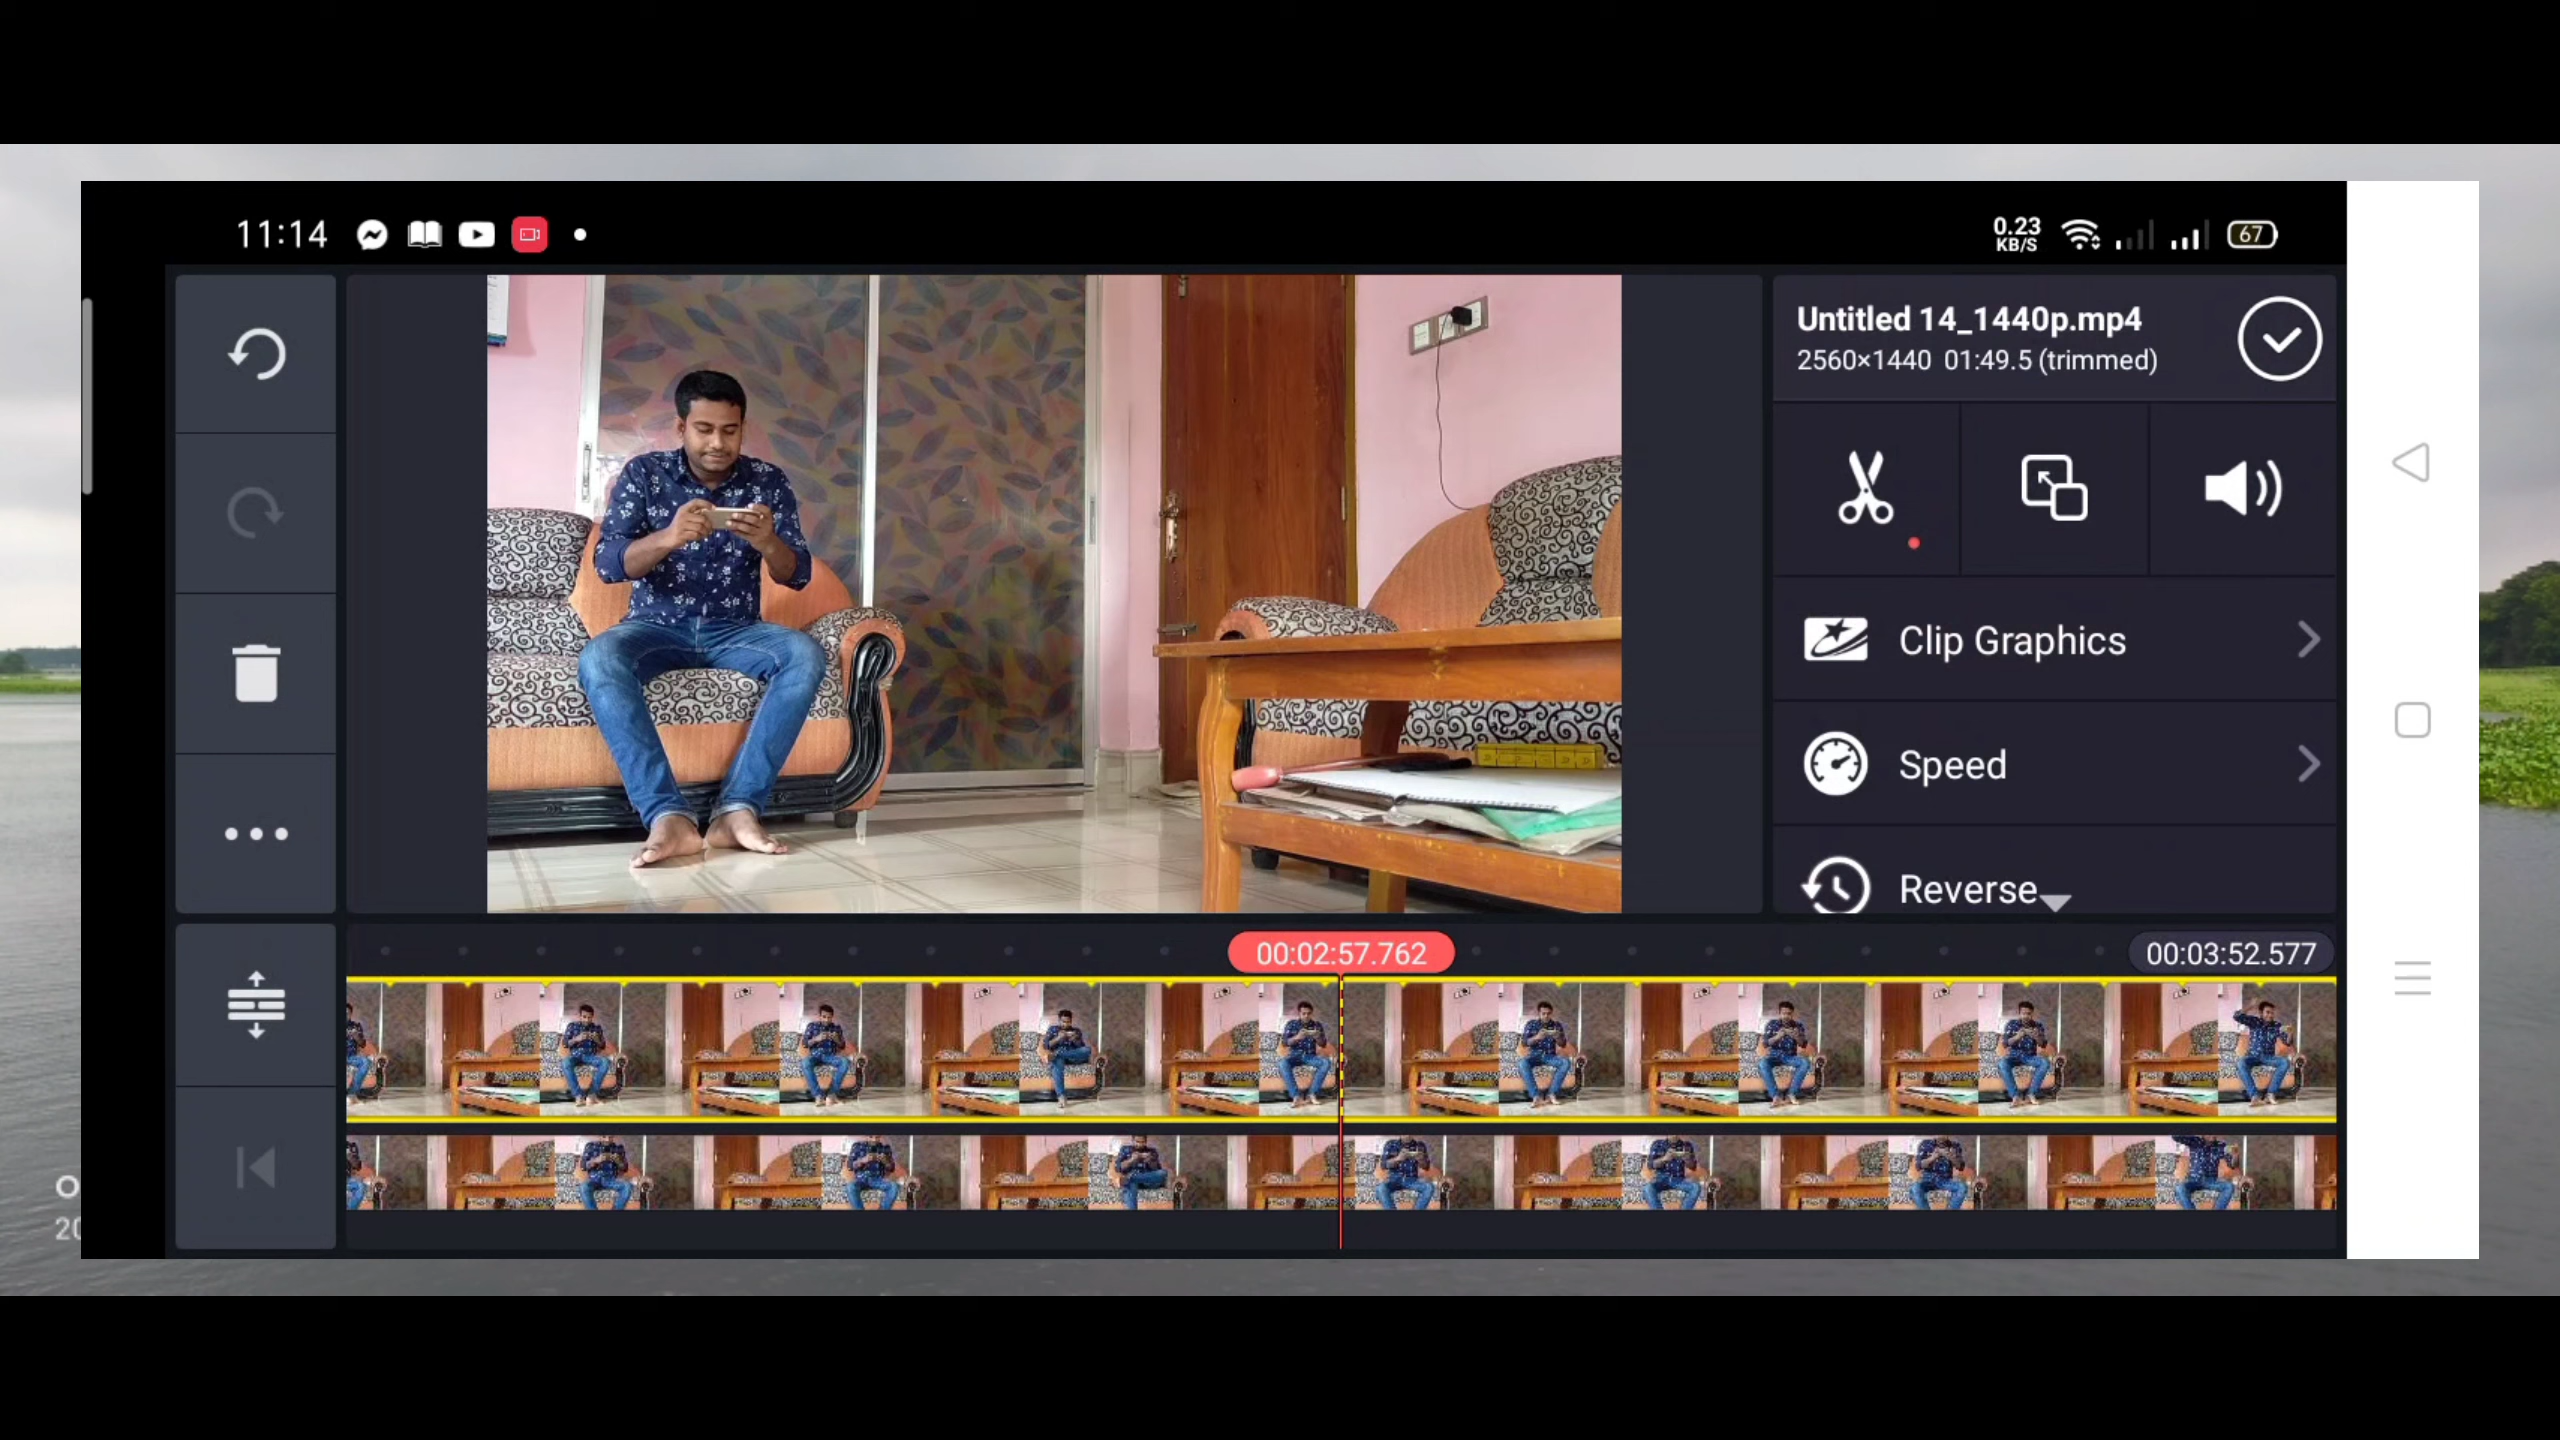 11:14
0.23
KB/S
67
Untitled 14_1440p.mp4
2560×1440 01:49.5 (trimmed)
Clip Graphics
Speed
Reverse
00:02:57.762
00:03:52.577
O
20